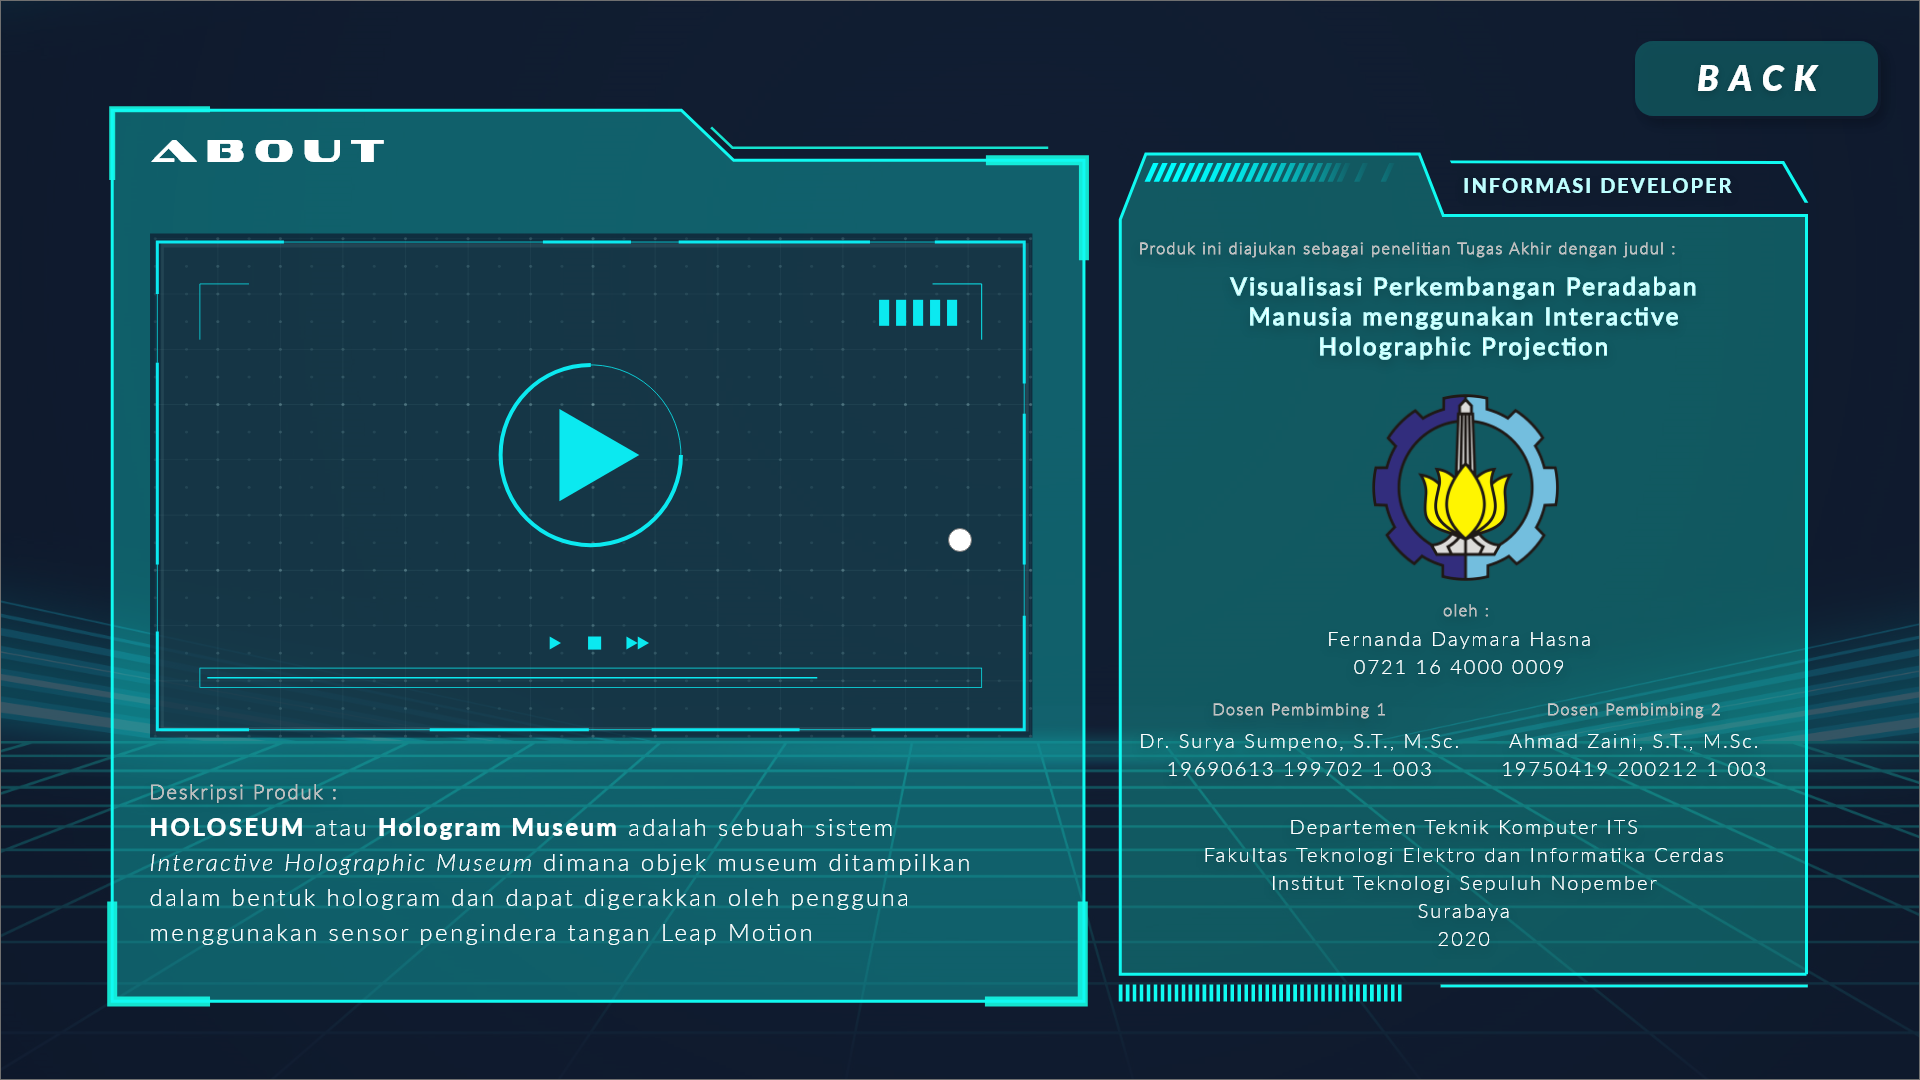 BACK
ABOUT
INFORMASI DEVELOPER
Produk ini diajukan sebagai penelitian Tugas Akhir dengan judul :
Visualisasi Perkembangan Peradaban
Manusia menggunakan Interactive
Holographic Projection
oleh :
Fernanda Daymara Hasna
0721 16 4000 0009
Dosen Pembimbing 1
Dr. Surya Sumpeno, S.T., M.Sc.
19690613 199702 1 003
Dosen Pembimbing 2
Ahmad Zaini, S.T., M.Sc.
19750419 200212 1 003
Departemen Teknik Komputer ITS
Fakultas Teknologi Elektro dan Informatika Cerdas
Institut Teknologi Sepuluh Nopember
Surabaya
2020
Deskripsi Produk :
HOLOSEUM atau Hologram Museum adalah sebuah sistem
Interactive Holographic Museum dimana objek museum ditampilkan
dalam bentuk hologram dan dapat digerakkan oleh pengguna
menggunakan sensor pengindera tangan Leap Motion